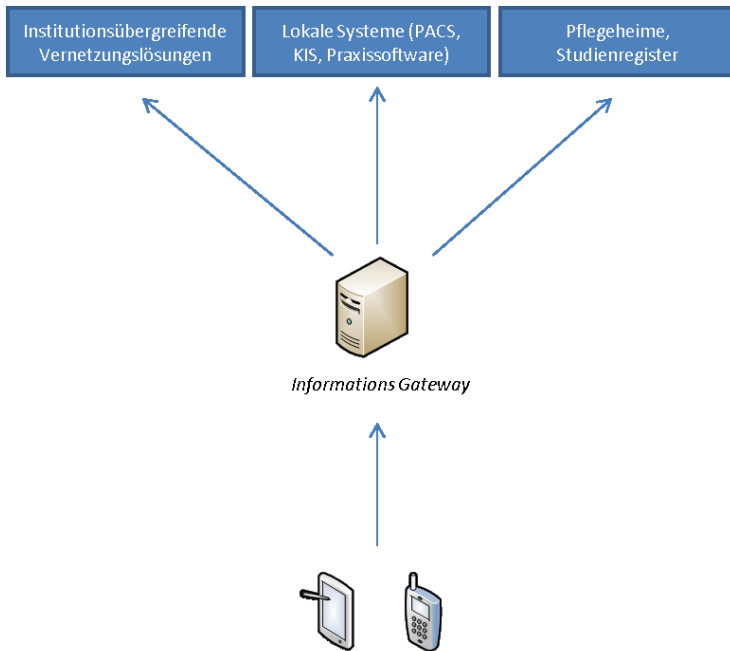 Institutionsübergreifende
Vernetzungslösungen
Lokale Systeme (PACS,
KIS, Praxissoftware)
Pflegeheime,
Studienregister
Informations Gateway